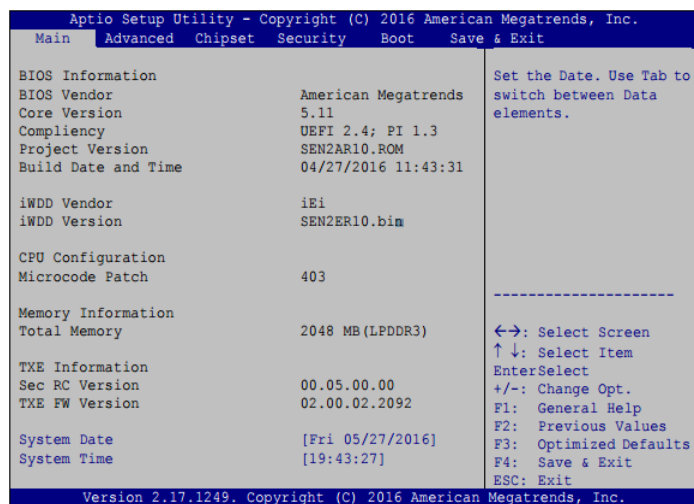 Aptio Setup Utility – Copyright (C) 2016 American Megatrends, Inc.
Main Advanced Chipset Security Boot Save & Exit
BIOS Information
BIOS Vendor American Megatrends
Core Version 5.11
Compliency UEFI 2.4; PI 1.3
Project Version SEN2AR10.ROM
Build Date and Time 04/27/2016 11:43:31
iWDD Vendor iEi
iWDD Version SEN2ER10.bin
CPU Configuration
Microcode Patch 403
Memory Information
Total Memory 2048 MB(LPDDR3)
TXE Information
Sec RC Version 00.05.00.00
TXE FW Version 02.00.02.2092
System Date [Fri 05/27/2016]
System Time [19:43:27]
Set the Date. Use Tab to
switch between Data
elements.
---------------------
←→: Select Screen
↑ ↓: Select Item
EnterSelect
+/-: Change Opt.
F1: General Help
F2: Previous Values
F3: Optimized Defaults
F4: Save & Exit
ESC: Exit
Version 2.17.1249. Copyright (C) 2016 American Megatrends, Inc.